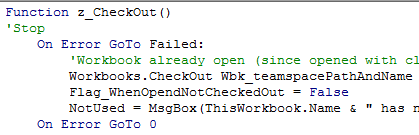 Function z_CheckOut()
'Stop
On Error GoTo Failed:
'Workbook already open (since opened with cl
Workbooks.CheckOut Wbk_teamspacePathAndName
Flag_WhenOpendNotCheckedOut = False
NotUsed = MsgBox(ThisWorkbook.Name & " has n
On Error GoTo 0